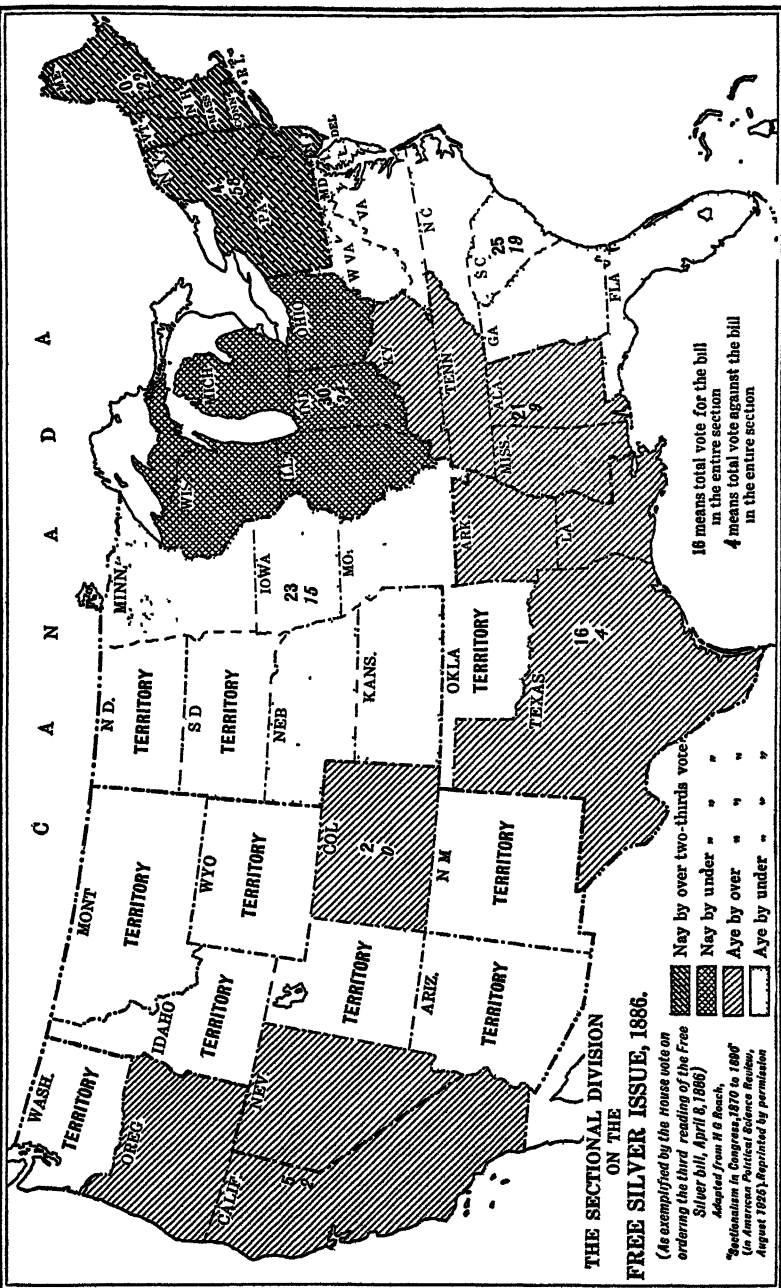 C A N A D A
WASH.
TERRITORY
MONT
TERRITORY
N D.
TERRITORY
MINN.
IDAHO
TERRITORY
WYO
TERRITORY
S D
TERRITORY
NEB
IOWA
23
15
WIS.
MICH
ME
0
22
N H
MASS
CONN
R I.
VT
N Y
4
56
PA
OREG.
NEV.
CALIF.
5
2
TERRITORY
COL
2
0
KANS.
MO.
ILL
IND
30
34
OHIO
W VA
VA
MD
DEL
ARIZ.
TERRITORY
N M
TERRITORY
OKLA
TERRITORY
TEXAS
16
4
ARK.
LA
KY
TENN
MISS.
ALA
21
9
N C
S C
25
19
GA
FLA
THE SECTIONAL DIVISION
ON THE
FREE SILVER ISSUE, 1886.
(As exemplified by the House vote on
ordering the third reading of the Free
Silver bill, April 8, 1886)
Adapted from H G Roach,
"Sectionalism in Congress, 1870 to 1890"
(in American Political Science Review,
August 1925). Reprinted by permission
Nay by over two-thirds vote
Nay by under " " "
Aye by over " " "
Aye by under " " "
16 means total vote for the bill
in the entire section
4 means total vote against the bill
in the entire section